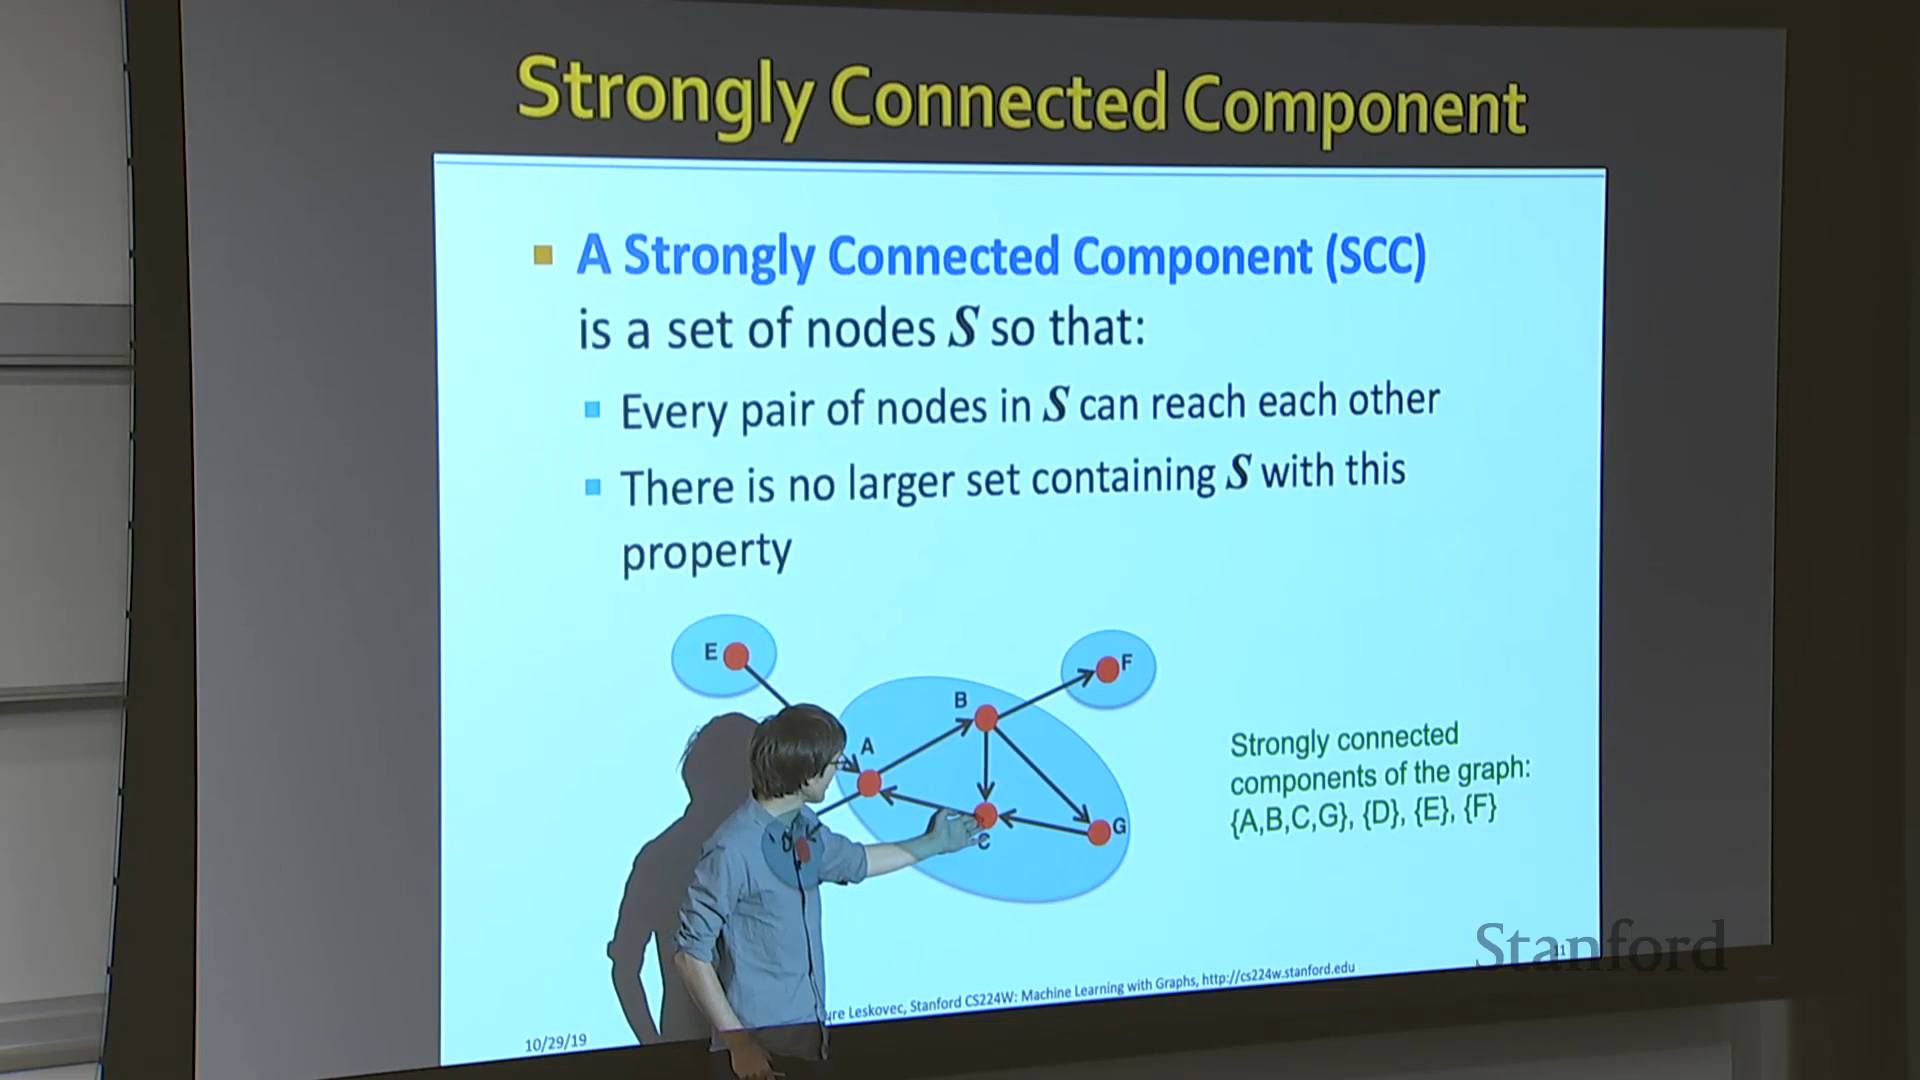 Strongly Connected Component
A Strongly Connected Component (SCC)
is a set of nodes S so that:
Every pair of nodes in S can reach each other
There is no larger set containing S with this
property
E
F
B
A
D
C
G
Strongly connected
components of the graph:
{A,B,C,G}, {D}, {E}, {F}
Stanford
11
10/29/19
ure Leskovec, Stanford CS224W: Machine Learning with Graphs, http://cs224w.stanford.edu